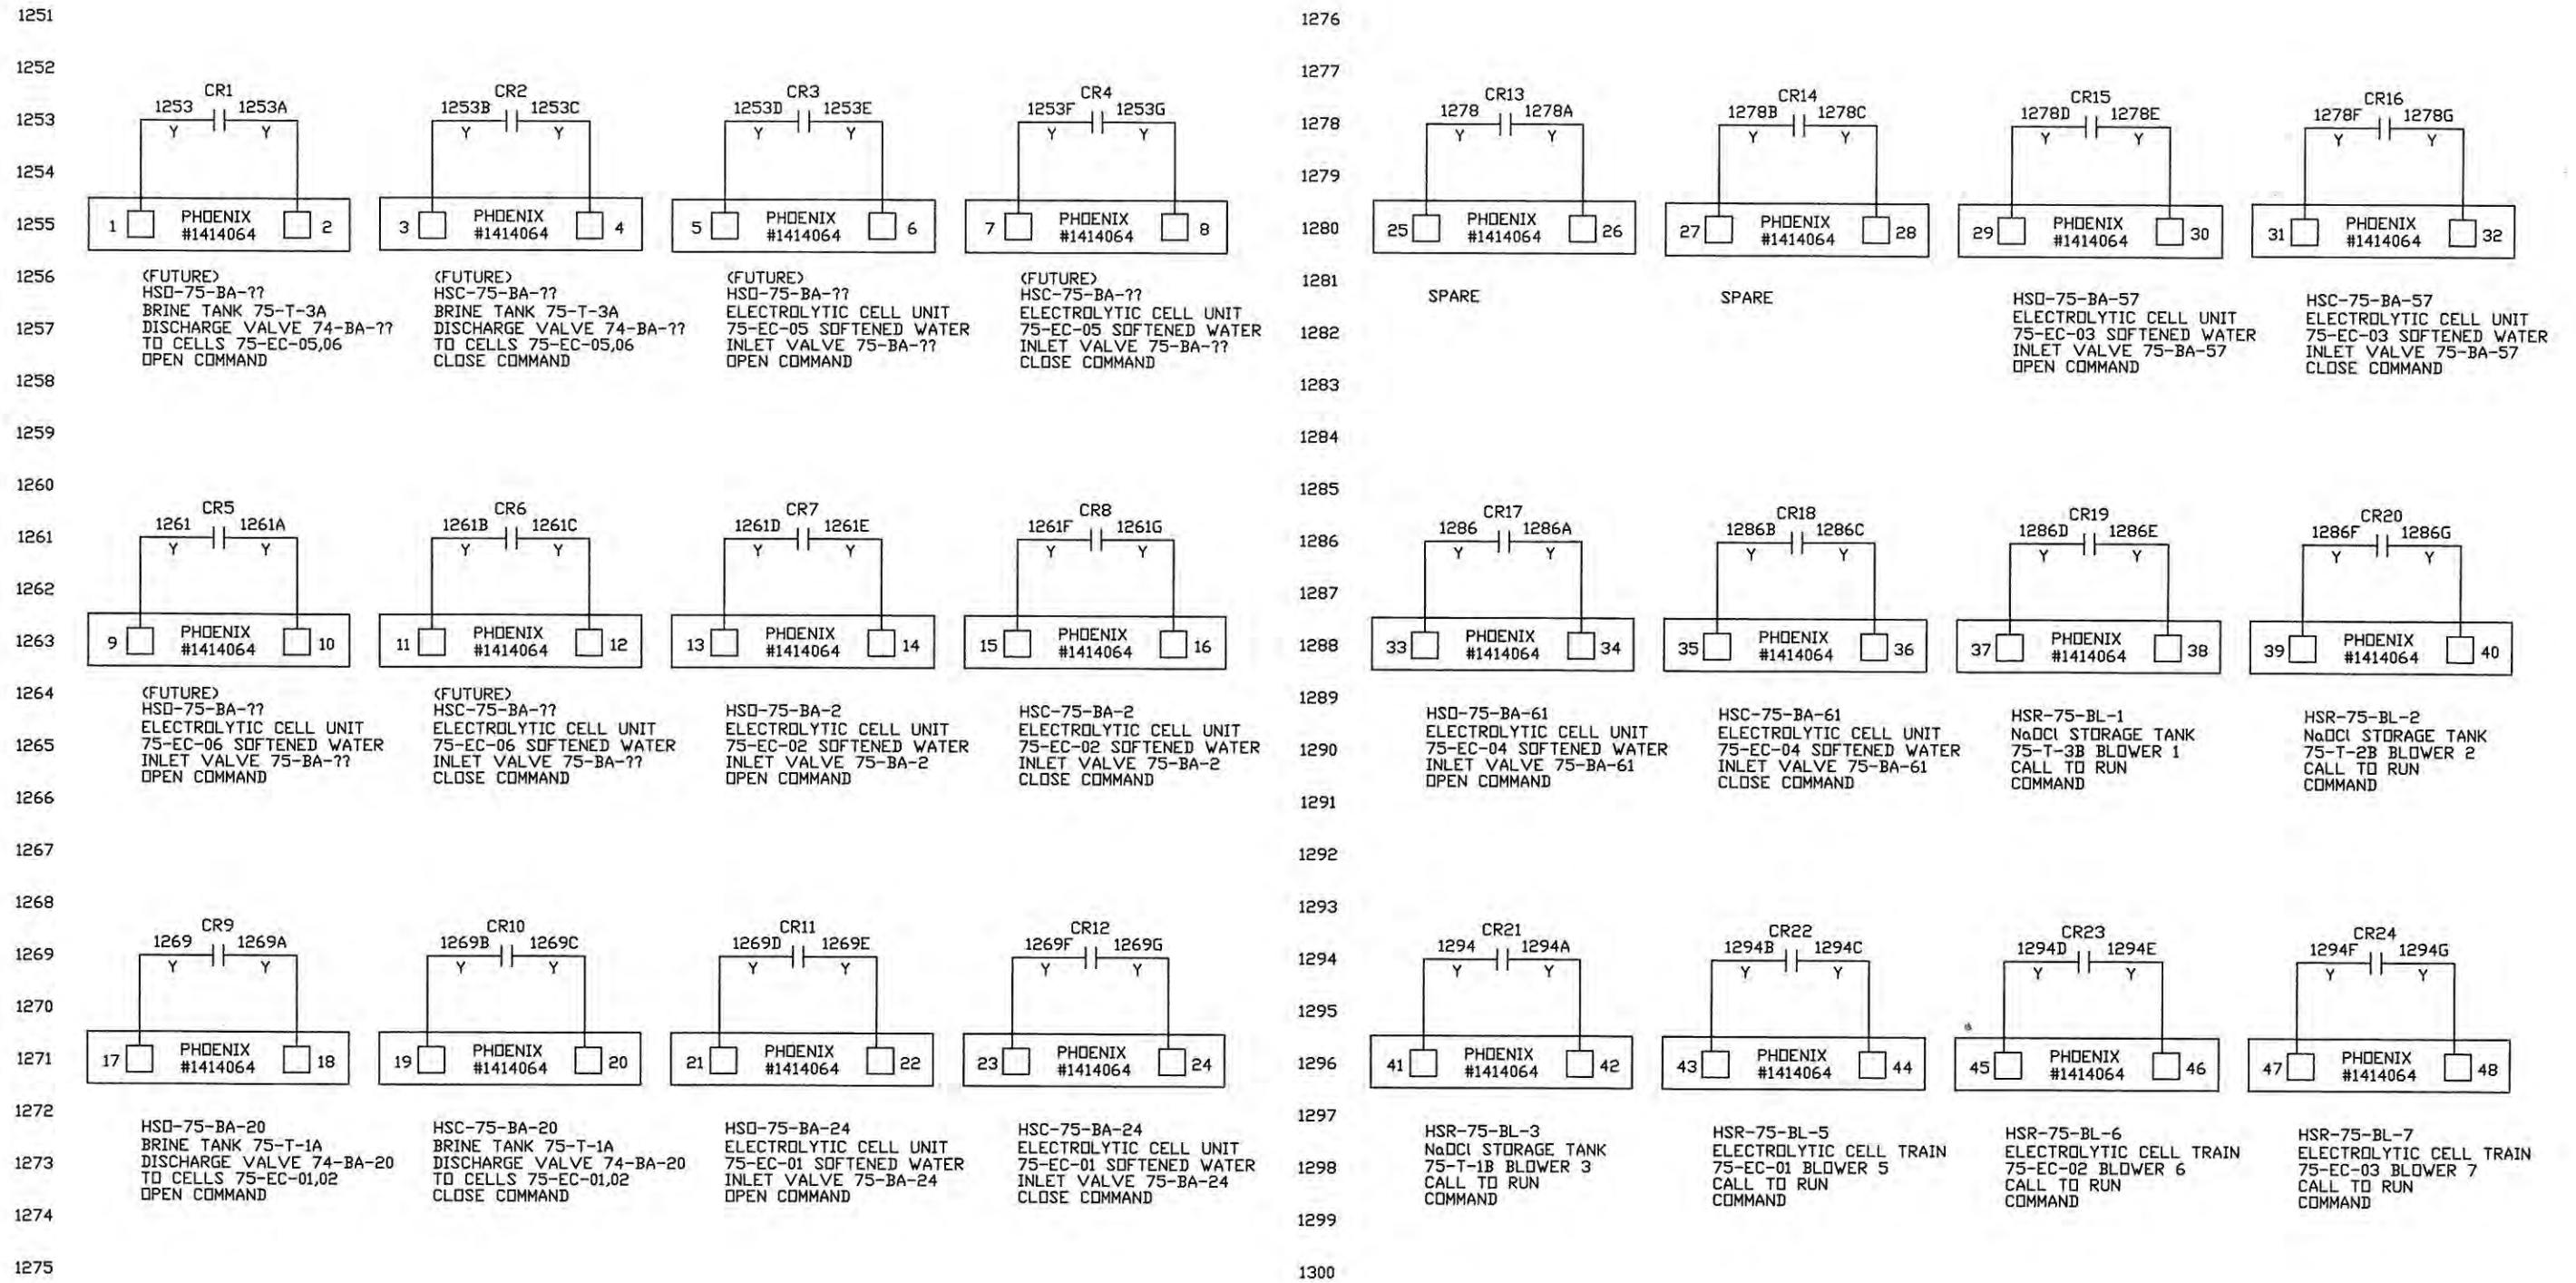 1251
1252
1253
1254
1255
1256
1257
1258
1259
1260
1261
1262
1263
1264
1265
1266
1267
1268
1269
1270
1271
1272
1273
1274
1275
CR1
1253 1253A
Y Y
1 PHOENIX 2
#1414064
(FUTURE)
HSO-75-BA-??
BRINE TANK 75-T-3A
DISCHARGE VALVE 74-BA-??
TO CELLS 75-EC-05,06
OPEN COMMAND
CR2
1253B 1253C
Y Y
3 PHOENIX 4
#1414064
(FUTURE)
HSC-75-BA-??
BRINE TANK 75-T-3A
DISCHARGE VALVE 74-BA-??
TO CELLS 75-EC-05,06
CLOSE COMMAND
CR3
1253D 1253E
Y Y
5 PHOENIX 6
#1414064
(FUTURE)
HSO-75-BA-??
ELECTROLYTIC CELL UNIT
75-EC-05 SOFTENED WATER
INLET VALVE 75-BA-??
OPEN COMMAND
CR4
1253F 1253G
Y Y
7 PHOENIX 8
#1414064
(FUTURE)
HSC-75-BA-??
ELECTROLYTIC CELL UNIT
75-EC-05 SOFTENED WATER
INLET VALVE 75-BA-??
CLOSE COMMAND
CR5
1261 1261A
Y Y
9 PHOENIX 10
#1414064
(FUTURE)
HSO-75-BA-??
ELECTROLYTIC CELL UNIT
75-EC-06 SOFTENED WATER
INLET VALVE 75-BA-??
OPEN COMMAND
CR6
1261B 1261C
Y Y
11 PHOENIX 12
#1414064
(FUTURE)
HSC-75-BA-??
ELECTROLYTIC CELL UNIT
75-EC-06 SOFTENED WATER
INLET VALVE 75-BA-??
CLOSE COMMAND
CR7
1261D 1261E
Y Y
13 PHOENIX 14
#1414064
HSO-75-BA-2
ELECTROLYTIC CELL UNIT
75-EC-02 SOFTENED WATER
INLET VALVE 75-BA-2
OPEN COMMAND
CR8
1261F 1261G
Y Y
15 PHOENIX 16
#1414064
HSC-75-BA-2
ELECTROLYTIC CELL UNIT
75-EC-02 SOFTENED WATER
INLET VALVE 75-BA-2
CLOSE COMMAND
CR9
1269 1269A
Y Y
17 PHOENIX 18
#1414064
HSO-75-BA-20
BRINE TANK 75-T-1A
DISCHARGE VALVE 74-BA-20
TO CELLS 75-EC-01,02
OPEN COMMAND
CR10
1269B 1269C
Y Y
19 PHOENIX 20
#1414064
HSC-75-BA-20
BRINE TANK 75-T-1A
DISCHARGE VALVE 74-BA-20
TO CELLS 75-EC-01,02
CLOSE COMMAND
CR11
1269D 1269E
Y Y
21 PHOENIX 22
#1414064
HSO-75-BA-24
ELECTROLYTIC CELL UNIT
75-EC-01 SOFTENED WATER
INLET VALVE 75-BA-24
OPEN COMMAND
CR12
1269F 1269G
Y Y
23 PHOENIX 24
#1414064
HSC-75-BA-24
ELECTROLYTIC CELL UNIT
75-EC-01 SOFTENED WATER
INLET VALVE 75-BA-24
CLOSE COMMAND
1276
1277
1278
1279
1280
1281
1282
1283
1284
1285
1286
1287
1288
1289
1290
1291
1292
1293
1294
1295
1296
1297
1298
1299
1300
CR13
1278 1278A
Y Y
25 PHOENIX 26
#1414064
SPARE
CR14
1278B 1278C
Y Y
27 PHOENIX 28
#1414064
SPARE
CR15
1278D 1278E
Y Y
29 PHOENIX 30
#1414064
HSO-75-BA-57
ELECTROLYTIC CELL UNIT
75-EC-03 SOFTENED WATER
INLET VALVE 75-BA-57
OPEN COMMAND
CR16
1278F 1278G
Y Y
31 PHOENIX 32
#1414064
HSC-75-BA-57
ELECTROLYTIC CELL UNIT
75-EC-03 SOFTENED WATER
INLET VALVE 75-BA-57
CLOSE COMMAND
CR17
1286 1286A
Y Y
33 PHOENIX 34
#1414064
HSO-75-BA-61
ELECTROLYTIC CELL UNIT
75-EC-04 SOFTENED WATER
INLET VALVE 75-BA-61
OPEN COMMAND
CR18
1286B 1286C
Y Y
35 PHOENIX 36
#1414064
HSC-75-BA-61
ELECTROLYTIC CELL UNIT
75-EC-04 SOFTENED WATER
INLET VALVE 75-BA-61
CLOSE COMMAND
CR19
1286D 1286E
Y Y
37 PHOENIX 38
#1414064
HSR-75-BL-1
NaOCl STORAGE TANK
75-T-3B BLOWER 1
CALL TO RUN
COMMAND
CR20
1286F 1286G
Y Y
39 PHOENIX 40
#1414064
HSR-75-BL-2
NaOCl STORAGE TANK
75-T-2B BLOWER 2
CALL TO RUN
COMMAND
CR21
1294 1294A
Y Y
41 PHOENIX 42
#1414064
HSR-75-BL-3
NaOCl STORAGE TANK
75-T-1B BLOWER 3
CALL TO RUN
COMMAND
CR22
1294B 1294C
Y Y
43 PHOENIX 44
#1414064
HSR-75-BL-5
ELECTROLYTIC CELL TRAIN
75-EC-01 BLOWER 5
CALL TO RUN
COMMAND
CR23
1294D 1294E
Y Y
45 PHOENIX 46
#1414064
HSR-75-BL-6
ELECTROLYTIC CELL TRAIN
75-EC-02 BLOWER 6
CALL TO RUN
COMMAND
CR24
1294F 1294G
Y Y
47 PHOENIX 48
#1414064
HSR-75-BL-7
ELECTROLYTIC CELL TRAIN
75-EC-03 BLOWER 7
CALL TO RUN
COMMAND